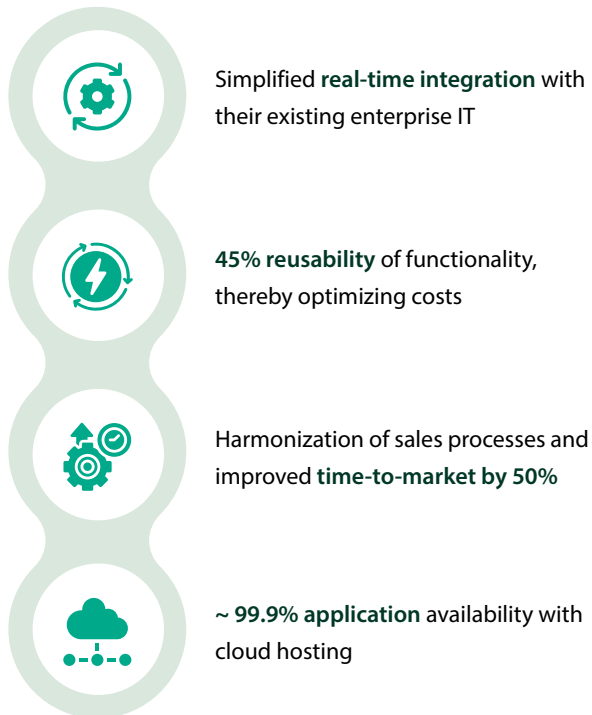 Simplified real-time integration with
their existing enterprise IT
45% reusability of functionality,
thereby optimizing costs
Harmonization of sales processes and
improved time-to-market by 50%
~ 99.9% application availability with
cloud hosting